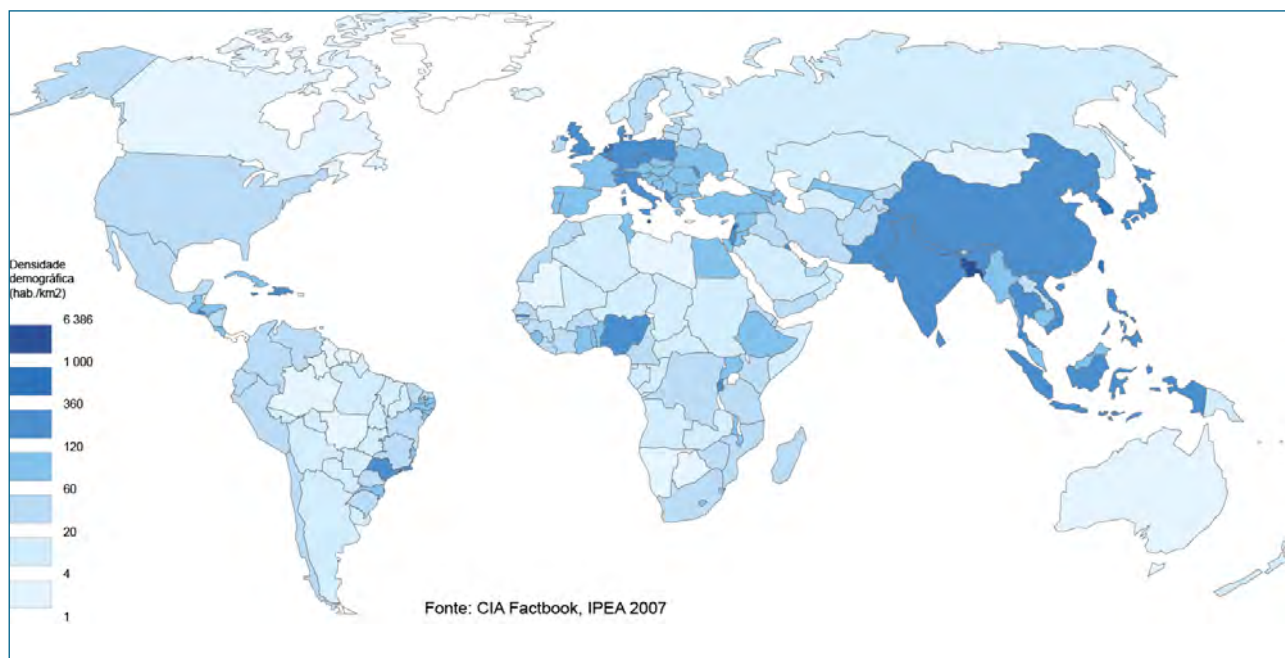 Densidade
demográfica
(hab./km2)
6 386
1 000
360
120
60
20
4
1
Fonte: CIA Factbook, IPEA 2007